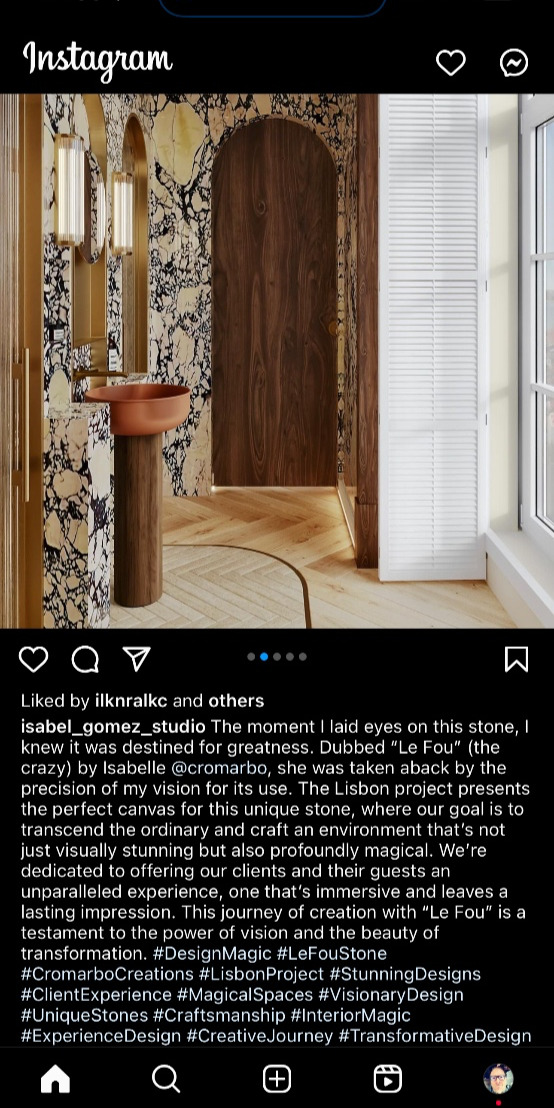 Instagram
Liked by ilknralkc and others
isabel_gomez_studio The moment I laid eyes on this stone, I
knew it was destined for greatness. Dubbed “Le Fou” (the
crazy) by Isabelle @cromarbo, she was taken aback by the
precision of my vision for its use. The Lisbon project presents
the perfect canvas for this unique stone, where our goal is to
transcend the ordinary and craft an environment that’s not
just visually stunning but also profoundly magical. We’re
dedicated to offering our clients and their guests an
unparalleled experience, one that’s immersive and leaves a
lasting impression. This journey of creation with “Le Fou” is a
testament to the power of vision and the beauty of
transformation. #DesignMagic #LeFouStone
#CromarboCreations #LisbonProject #StunningDesigns
#ClientExperience #MagicalSpaces #VisionaryDesign
#UniqueStones #Craftsmanship #InteriorMagic
#ExperienceDesign #CreativeJourney #TransformativeDesign